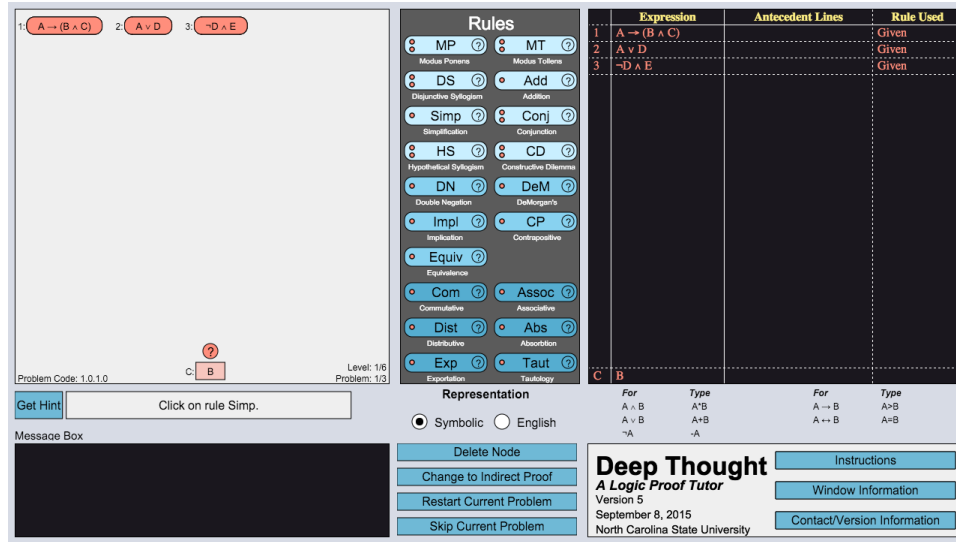 1: A → (B ∧ C) 2: A ∨ D 3: ¬D ∧ E
?
C: B
Problem Code: 1.0.1.0
Level: 1/6
Problem: 1/3
Get Hint
Click on rule Simp.
Message Box
Rules
MP ? MT ?
Modus Ponens Modus Tollens
DS ? Add ?
Disjunctive Syllogism Addition
Simp ? Conj ?
Simplification Conjunction
HS ? CD ?
Hypothetical Syllogism Constructive Dilemma
DN ? DeM ?
Double Negation DeMorgan's
Impl ? CP ?
Implication Contrapositive
Equiv ?
Equivalence
Com ? Assoc ?
Commutative Associative
Dist ? Abs ?
Distributive Absorbtion
Exp ? Taut ?
Exportation Tautology
Representation
Symbolic English
Delete Node
Change to Indirect Proof
Restart Current Problem
Skip Current Problem
Expression Antecedent Lines Rule Used
1 A → (B ∧ C) Given
2 A ∨ D Given
3 ¬D ∧ E Given
C B
For Type For Type
A ∧ B A*B A → B A>B
A ∨ B A+B A ↔ B A=B
¬A -A
Deep Thought
A Logic Proof Tutor
Version 5
September 8, 2015
North Carolina State University
Instructions
Window Information
Contact/Version Information